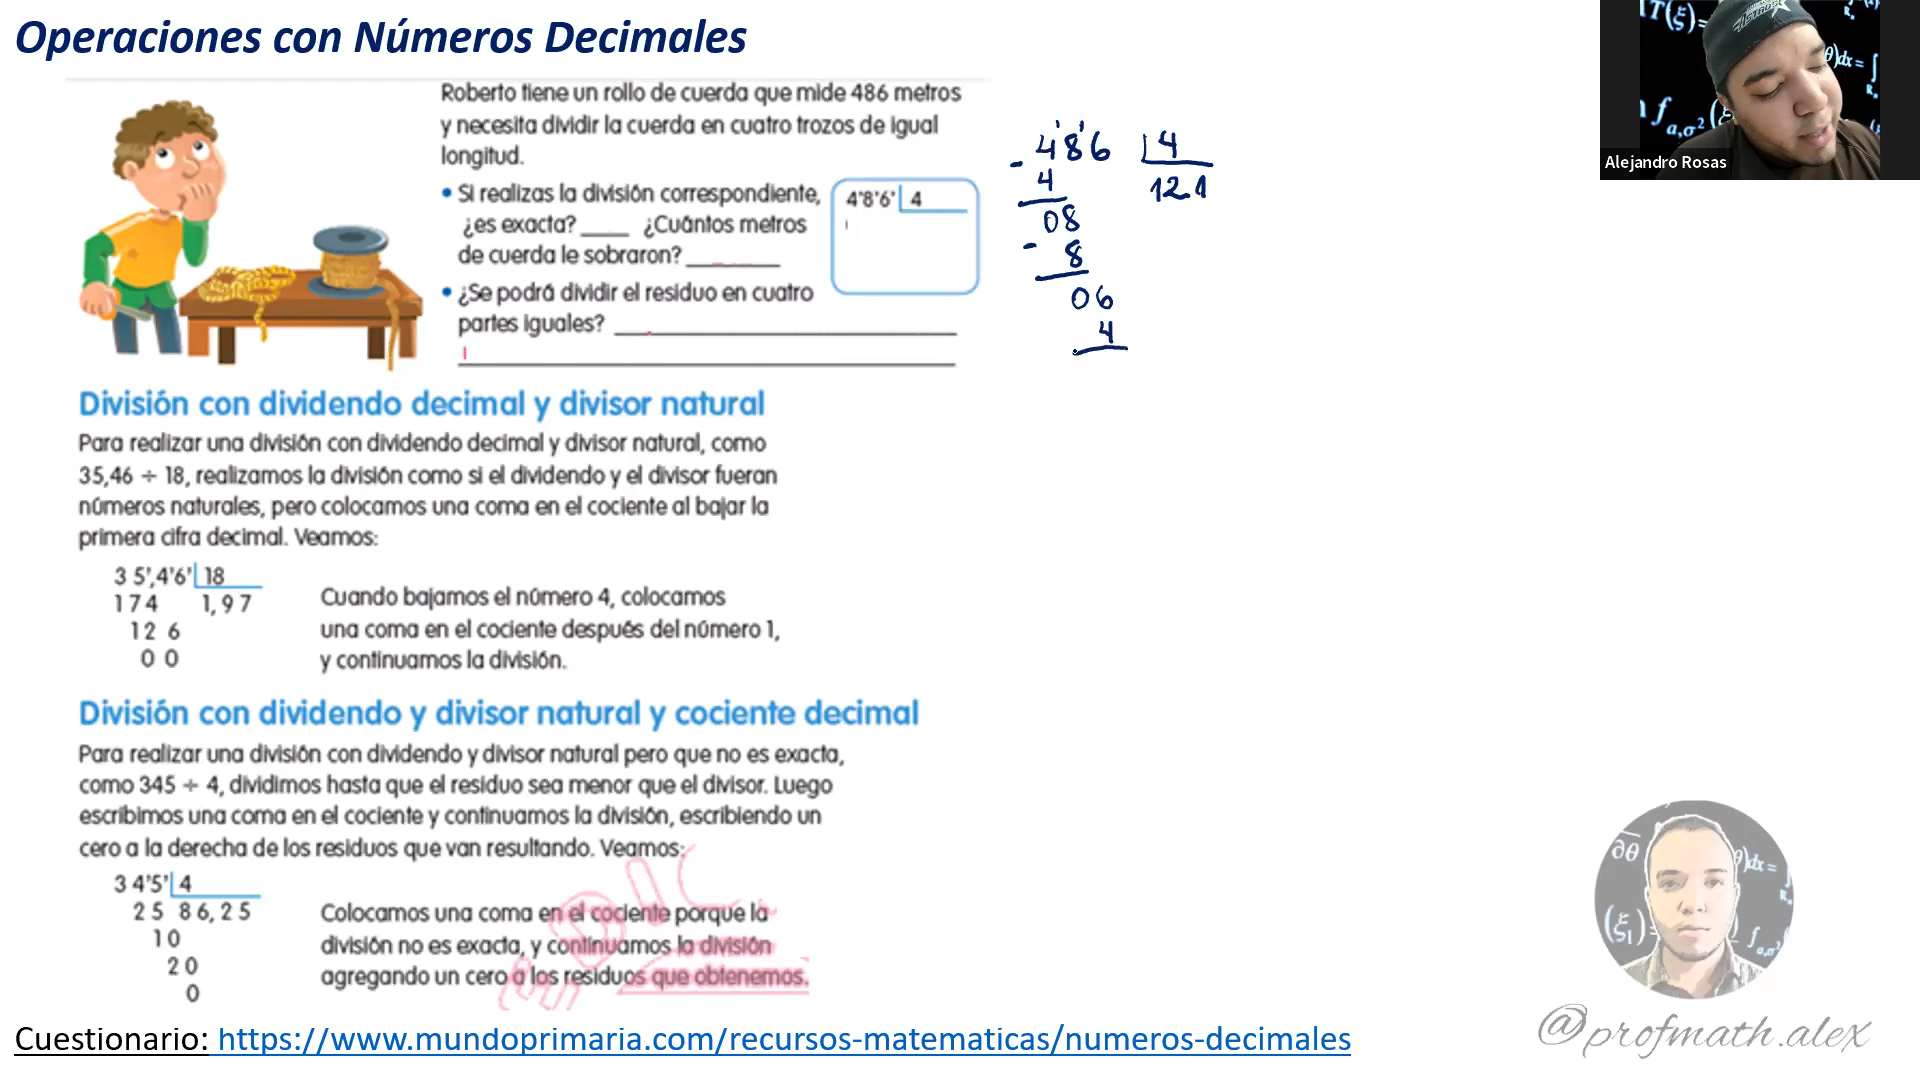 Operaciones con Números Decimales
Roberto tiene un rollo de cuerda que mide 486 metros
y necesita dividir la cuerda en cuatro trozos de igual
longitud.
• Si realizas la división correspondiente,
¿es exacta? ____ ¿Cuántos metros
de cuerda le sobraron? ________
4'8'6' 4
• ¿Se podrá dividir el residuo en cuatro
partes iguales? ____________________
486 4
- 4 121
08
- 8
06
4
División con dividendo decimal y divisor natural
Para realizar una división con dividendo decimal y divisor natural, como
35,46 ÷ 18, realizamos la división como si el dividendo y el divisor fueran
números naturales, pero colocamos una coma en el cociente al bajar la
primera cifra decimal. Veamos:
3 5',4'6' 18
1 7 4 1, 9 7
1 2 6
0 0
Cuando bajamos el número 4, colocamos
una coma en el cociente después del número 1,
y continuamos la división.
División con dividendo y divisor natural y cociente decimal
Para realizar una división con dividendo y divisor natural pero que no es exacta,
como 345 ÷ 4, dividimos hasta que el residuo sea menor que el divisor. Luego
escribimos una coma en el cociente y continuamos la división, escribiendo un
cero a la derecha de los residuos que van resultando. Veamos:
3 4'5' 4
2 5 8 6, 2 5
1 0
2 0
0
Colocamos una coma en el cociente porque la
división no es exacta, y continuamos la división
agregando un cero a los residuos que obtenemos.
Cuestionario: https://www.mundoprimaria.com/recursos-matematicas/numeros-decimales
Alejandro Rosas
@profmath.alex